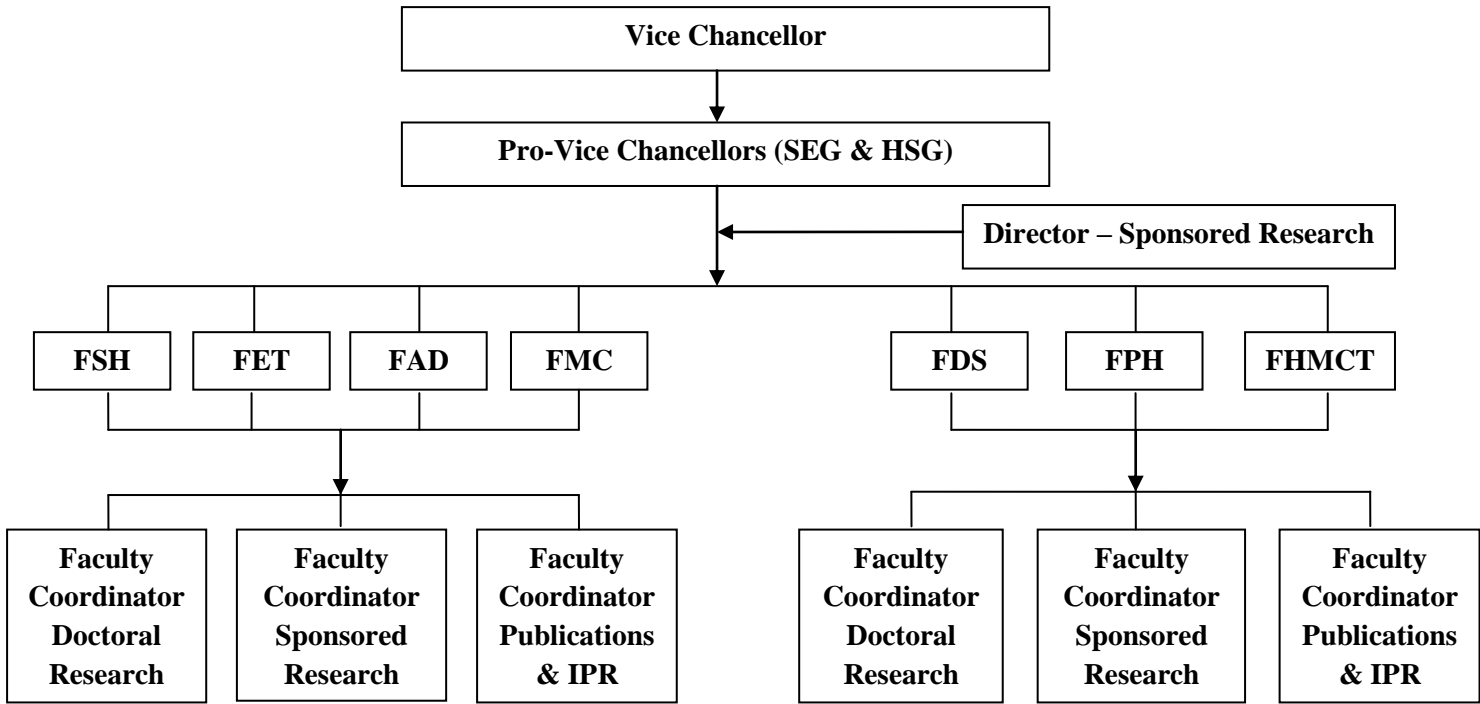 Vice Chancellor
Pro-Vice Chancellors (SEG & HSG)
Director – Sponsored Research
FSH
FET
FAD
FMC
FDS
FPH
FHMCT
Faculty
Coordinator
Doctoral
Research
Faculty
Coordinator
Sponsored
Research
Faculty
Coordinator
Publications
& IPR
Faculty
Coordinator
Doctoral
Research
Faculty
Coordinator
Sponsored
Research
Faculty
Coordinator
Publications
& IPR